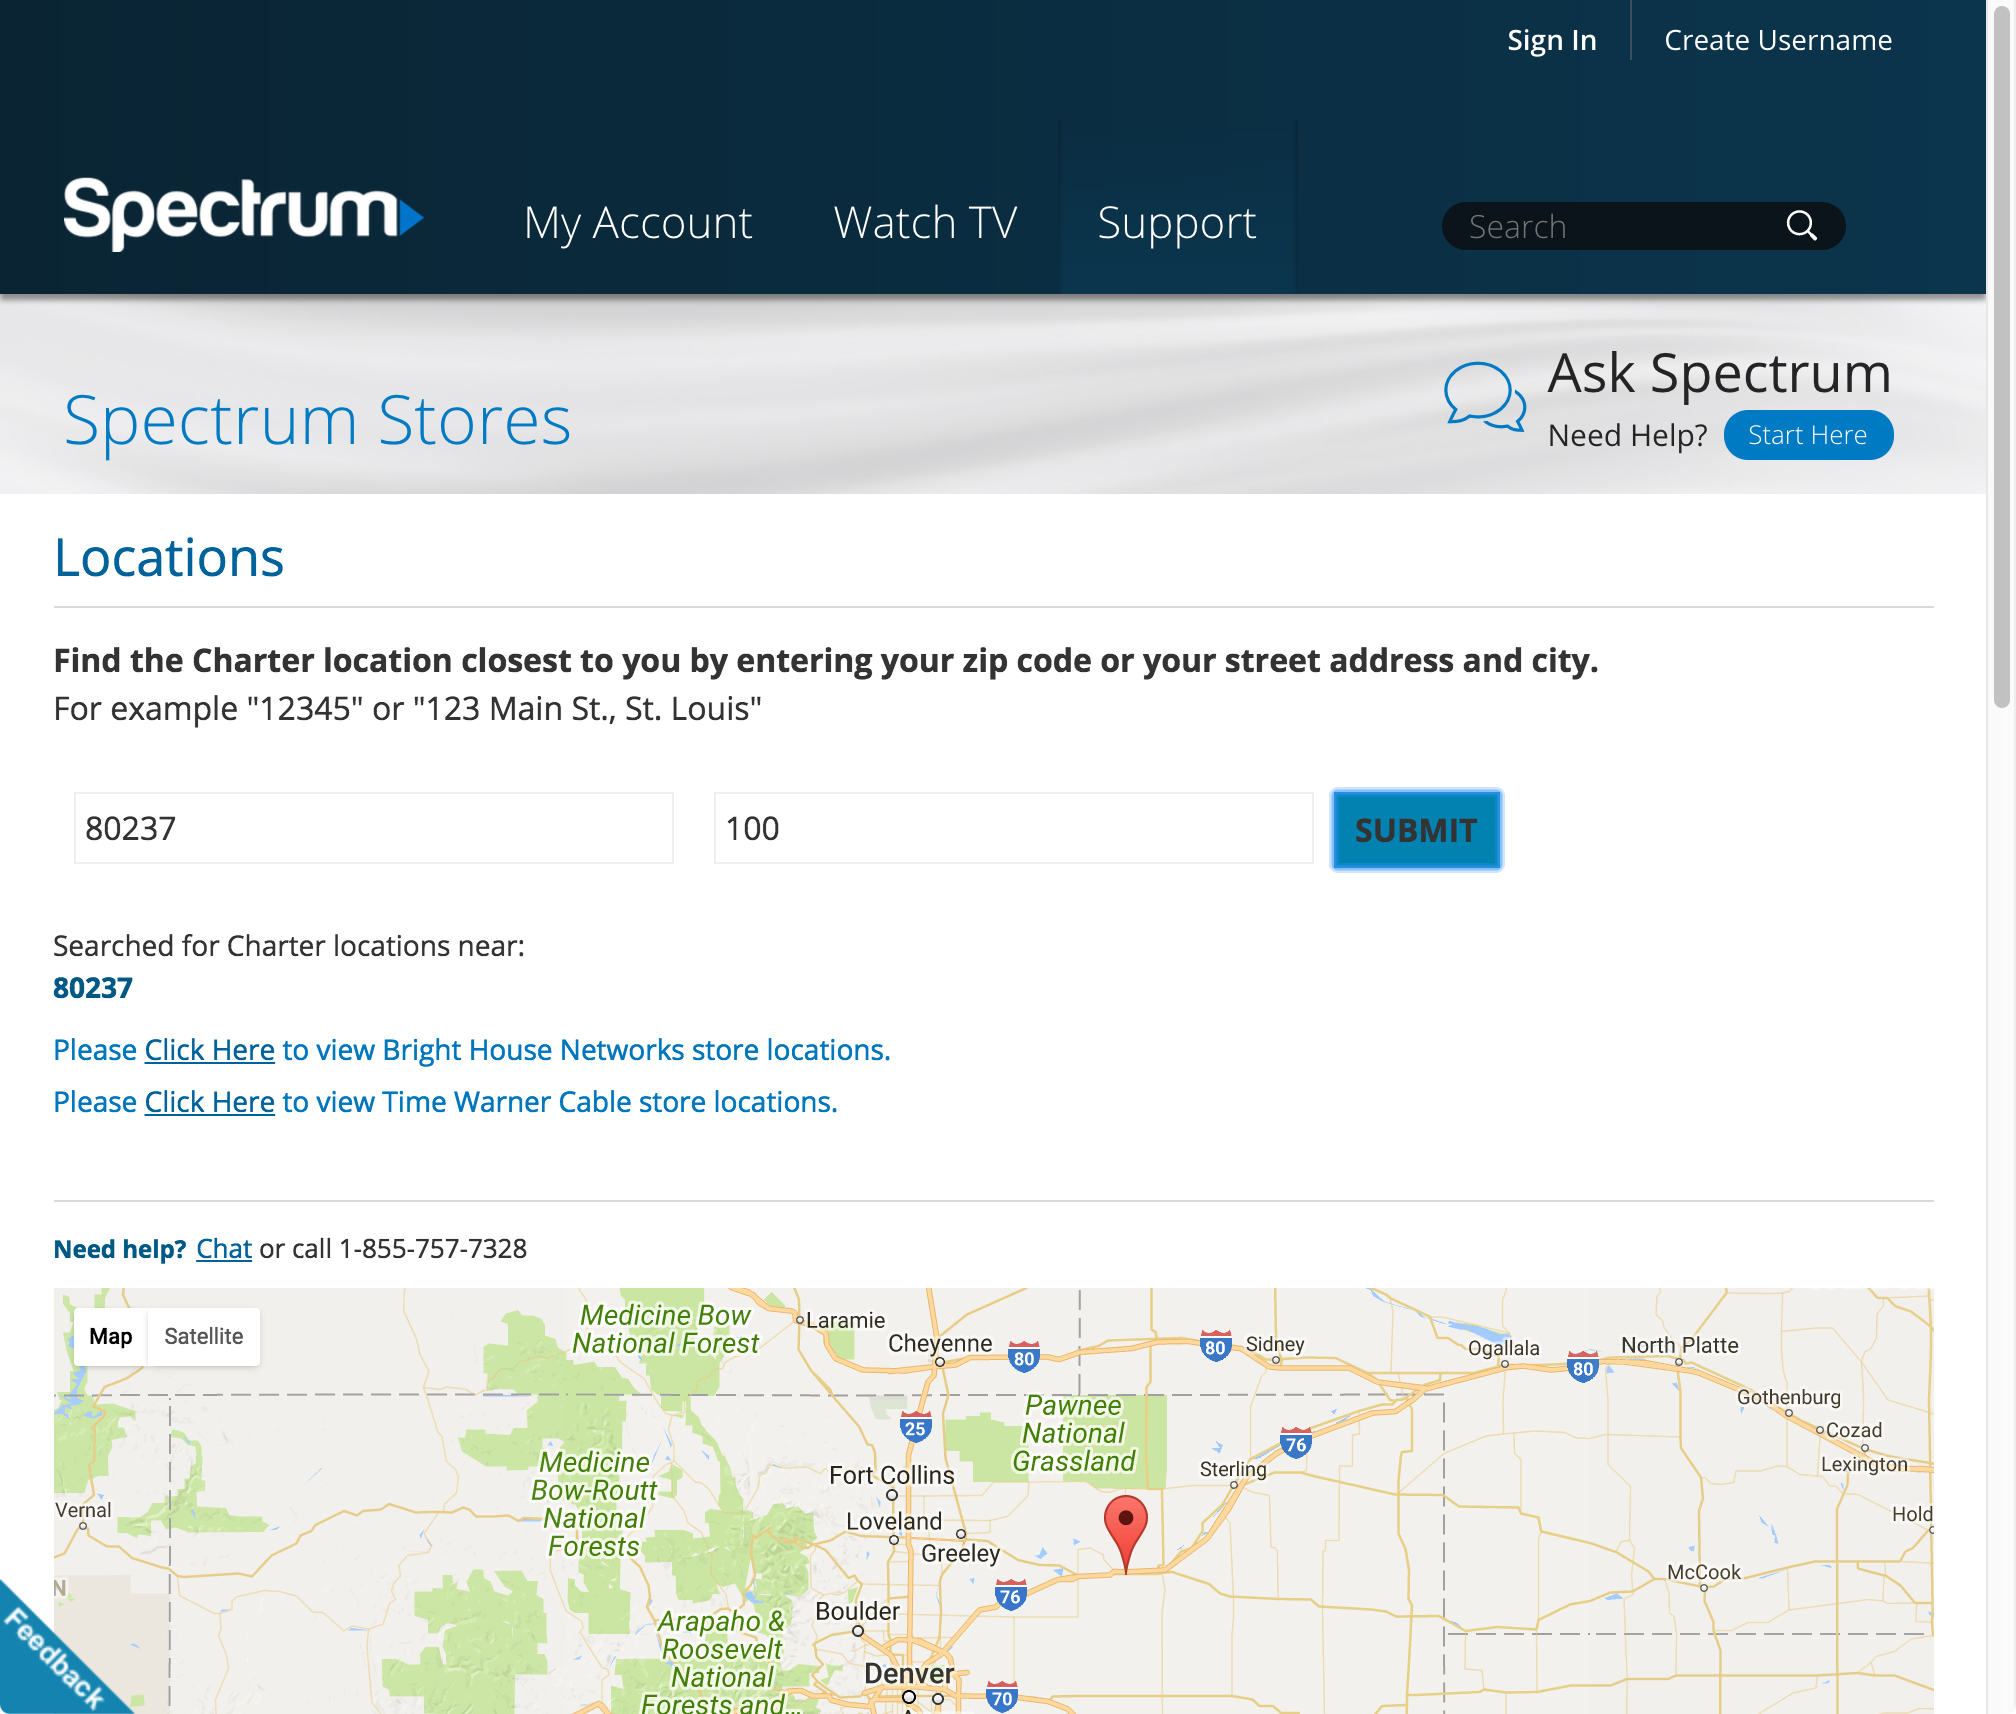 Sign In
Create Username
Spectrum
My Account
Watch TV
Support
Search
Spectrum Stores
Ask Spectrum
Need Help?
Start Here
Locations
Find the Charter location closest to you by entering your zip code or your street address and city.
For example "12345" or "123 Main St., St. Louis"
80237
100
SUBMIT
Searched for Charter locations near:
80237
Please Click Here to view Bright House Networks store locations.
Please Click Here to view Time Warner Cable store locations.
Need help? Chat or call 1-855-757-7328
Map
Satellite
Medicine Bow
National Forest
Laramie
Cheyenne
80
80
Sidney
Ogallala
80
North Platte
Gothenburg
Cozad
Lexington
Hold
25
Pawnee
National
Grassland
76
Sterling
Medicine
Bow-Routt
National
Forests
Fort Collins
Loveland
Greeley
Vernal
McCook
76
N
Boulder
Arapaho &
Roosevelt
National
Forests and...
Denver
70
Feedback